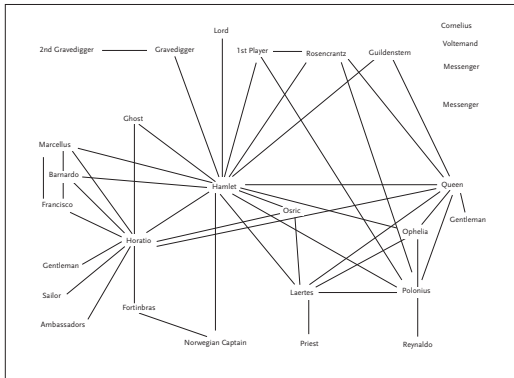 Lord
Cornelius
2nd Gravedigger
Gravedigger
1st Player
Rosencrantz
Guildenstern
Voltemand
Messenger
Messenger
Ghost
Marcellus
Barnardo
Hamlet
Queen
Francisco
Osric
Gentleman
Horatio
Ophelia
Gentleman
Laertes
Polonius
Sailor
Fortinbras
Ambassadors
Norwegian Captain
Priest
Reynaldo